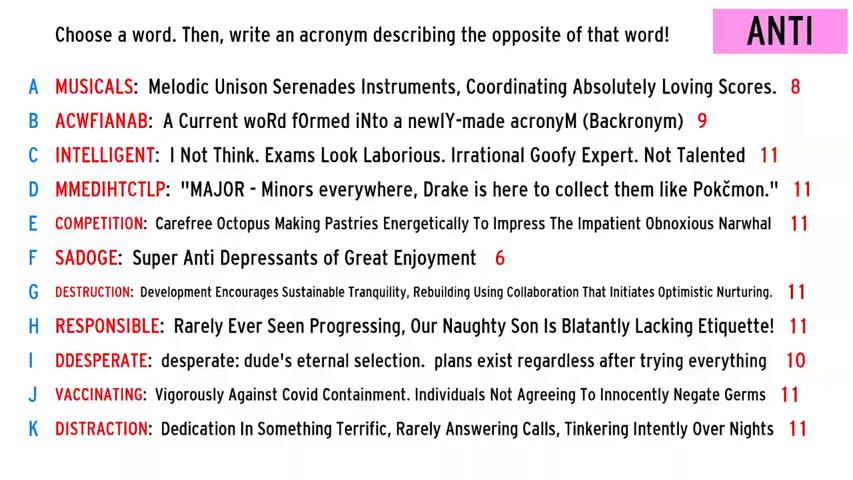 Choose a word. Then, write an acronym describing the opposite of that word! ANTI
A MUSICALS: Melodic Unison Serenades Instruments, Coordinating Absolutely Loving Scores. 8
B ACWFIANAB: A Current woRd fOrmed iNto a newlY-made acronyM (Backronym) 9
C INTELLIGENT: I Not Think. Exams Look Laborious. Irrational Goofy Expert. Not Talented 11
D MMEDIHTCTLP: "MAJOR - Minors everywhere, Drake is here to collect them like Pokčmon." 11
E COMPETITION: Carefree Octopus Making Pastries Energetically To Impress The Impatient Obnoxious Narwhal 11
F SADOGE: Super Anti Depressants of Great Enjoyment 6
G DESTRUCTION: Development Encourages Sustainable Tranquility, Rebuilding Using Collaboration That Initiates Optimistic Nurturing. 11
H RESPONSIBLE: Rarely Ever Seen Progressing, Our Naughty Son Is Blatantly Lacking Etiquette! 11
I DDESPERATE: desperate: dude's eternal selection. plans exist regardless after trying everything 10
J VACCINATING: Vigorously Against Covid Containment. Individuals Not Agreeing To Innocently Negate Germs 11
K DISTRACTION: Dedication In Something Terrific, Rarely Answering Calls, Tinkering Intently Over Nights 11